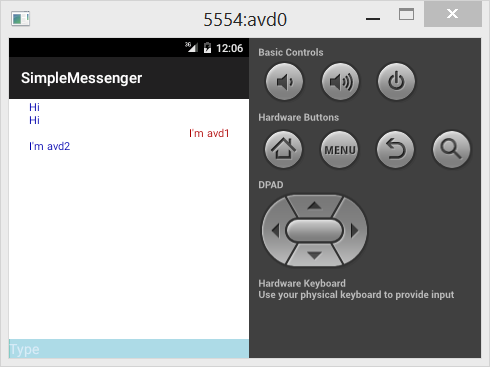 5554:avd0
3G 12:06
SimpleMessenger
Hi
Hi
I'm avd1
I'm avd2
Type
Basic Controls
Hardware Buttons
MENU
DPAD
Hardware Keyboard
Use your physical keyboard to provide input